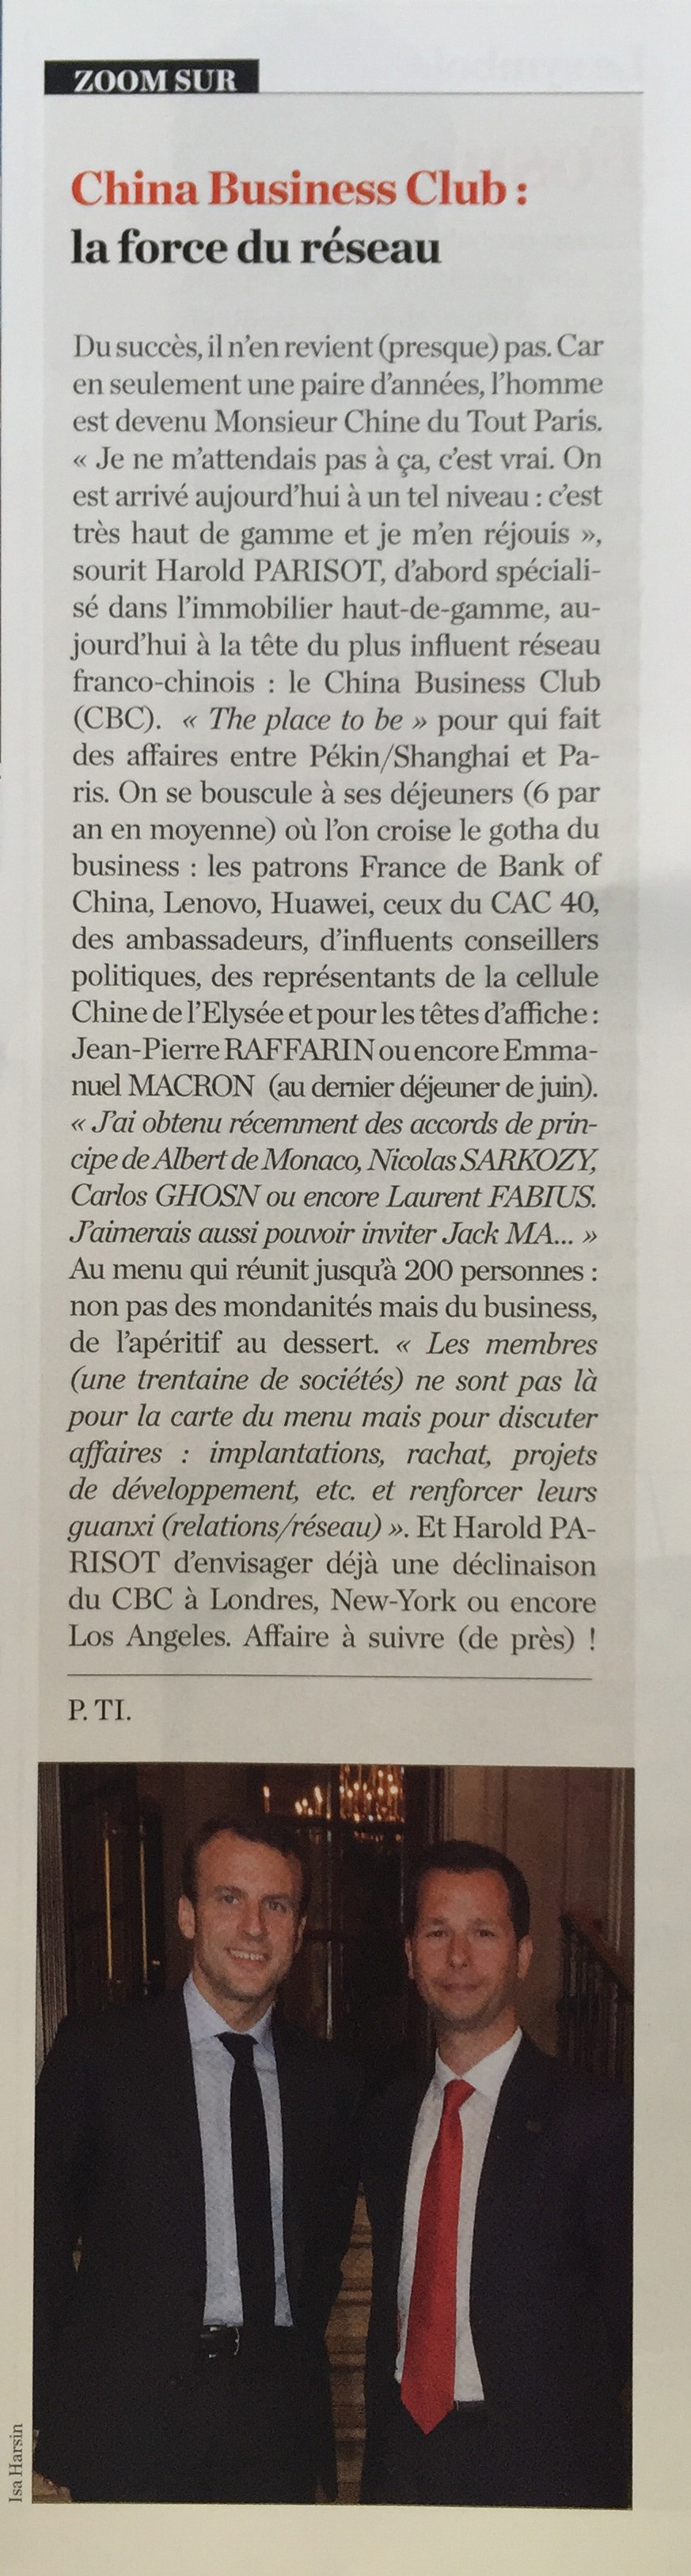 ZOOM SUR
China Business Club :
la force du réseau
Du succès, il n'en revient (presque) pas. Car
en seulement une paire d'années, l'homme
est devenu Monsieur Chine du Tout Paris.
« Je ne m'attendais pas à ça, c'est vrai. On
est arrivé aujourd'hui à un tel niveau : c'est
très haut de gamme et je m'en réjouis »,
sourit Harold PARISOT, d'abord spéciali-
sé dans l'immobilier haut-de-gamme, au-
jourd'hui à la tête du plus influent réseau
franco-chinois : le China Business Club
(CBC). « The place to be » pour qui fait
des affaires entre Pékin/Shanghai et Pa-
ris. On se bouscule à ses déjeuners (6 par
an en moyenne) où l'on croise le gotha du
business : les patrons France de Bank of
China, Lenovo, Huawei, ceux du CAC 40,
des ambassadeurs, d'influents conseillers
politiques, des représentants de la cellule
Chine de l'Elysée et pour les têtes d'affiche :
Jean-Pierre RAFFARIN ou encore Emma-
nuel MACRON (au dernier déjeuner de juin).
« J'ai obtenu récemment des accords de prin-
cipe de Albert de Monaco, Nicolas SARKOZY,
Carlos GHOSN ou encore Laurent FABIUS.
J'aimerais aussi pouvoir inviter Jack MA... »
Au menu qui réunit jusqu'à 200 personnes :
non pas des mondanités mais du business,
de l'apéritif au dessert. « Les membres
(une trentaine de sociétés) ne sont pas là
pour la carte du menu mais pour discuter
affaires : implantations, rachat, projets
de développement, etc. et renforcer leurs
guanxi (relations/réseau) ». Et Harold PA-
RISOT d'envisager déjà une déclinaison
du CBC à Londres, New-York ou encore
Los Angeles. Affaire à suivre (de près) !
P. TI.
Isa Harsin